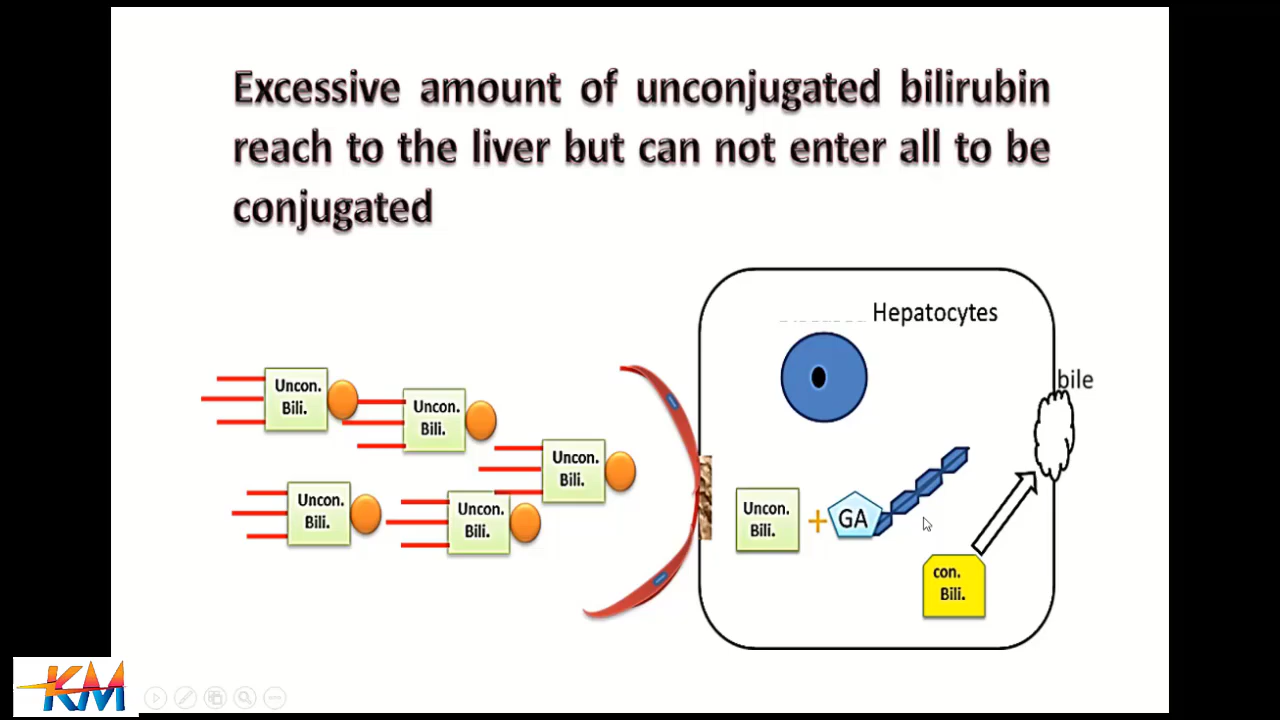 Excessive amount of unconjugated bilirubin
reach to the liver but can not enter all to be
conjugated
Hepatocytes
bile
Uncon.
Bili.
Uncon.
Bili.
Uncon.
Bili.
Uncon.
Bili.
Uncon.
Bili.
Uncon.
Bili.
+
GA
con.
Bili.
KM